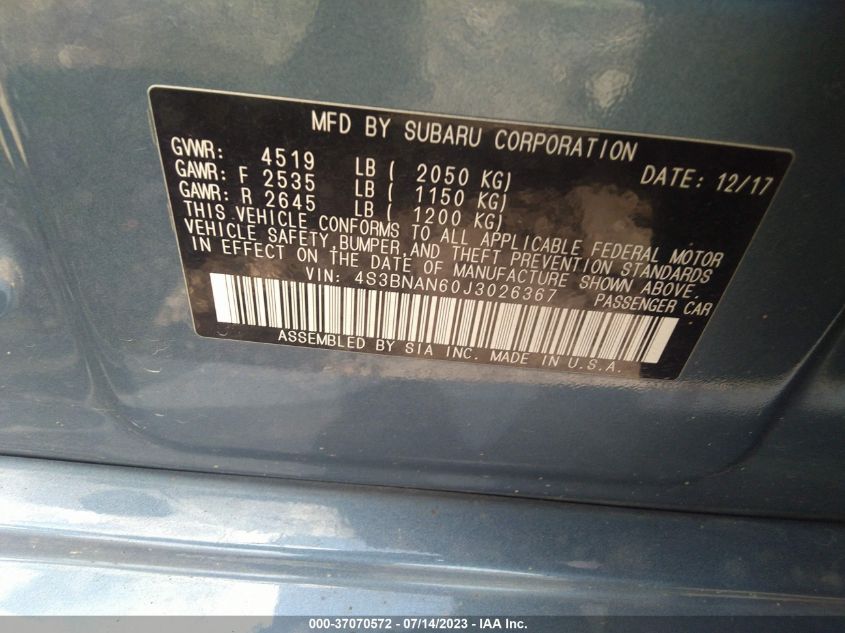 MFD BY SUBARU CORPORATION
GVWR: 4519 LB ( 2050 KG) DATE: 12/17
GAWR: F 2535 LB ( 1150 KG)
GAWR: R 2645 LB ( 1200 KG)
THIS VEHICLE CONFORMS TO ALL APPLICABLE FEDERAL MOTOR
VEHICLE SAFETY, BUMPER, AND THEFT PREVENTION STANDARDS
IN EFFECT ON THE DATE OF MANUFACTURE SHOWN ABOVE.
VIN: 4S3BNAN60J3026367 PASSENGER CAR
ASSEMBLED BY SIA INC. MADE IN U.S.A.
000-37070572 - 07/14/2023 - IAA Inc.